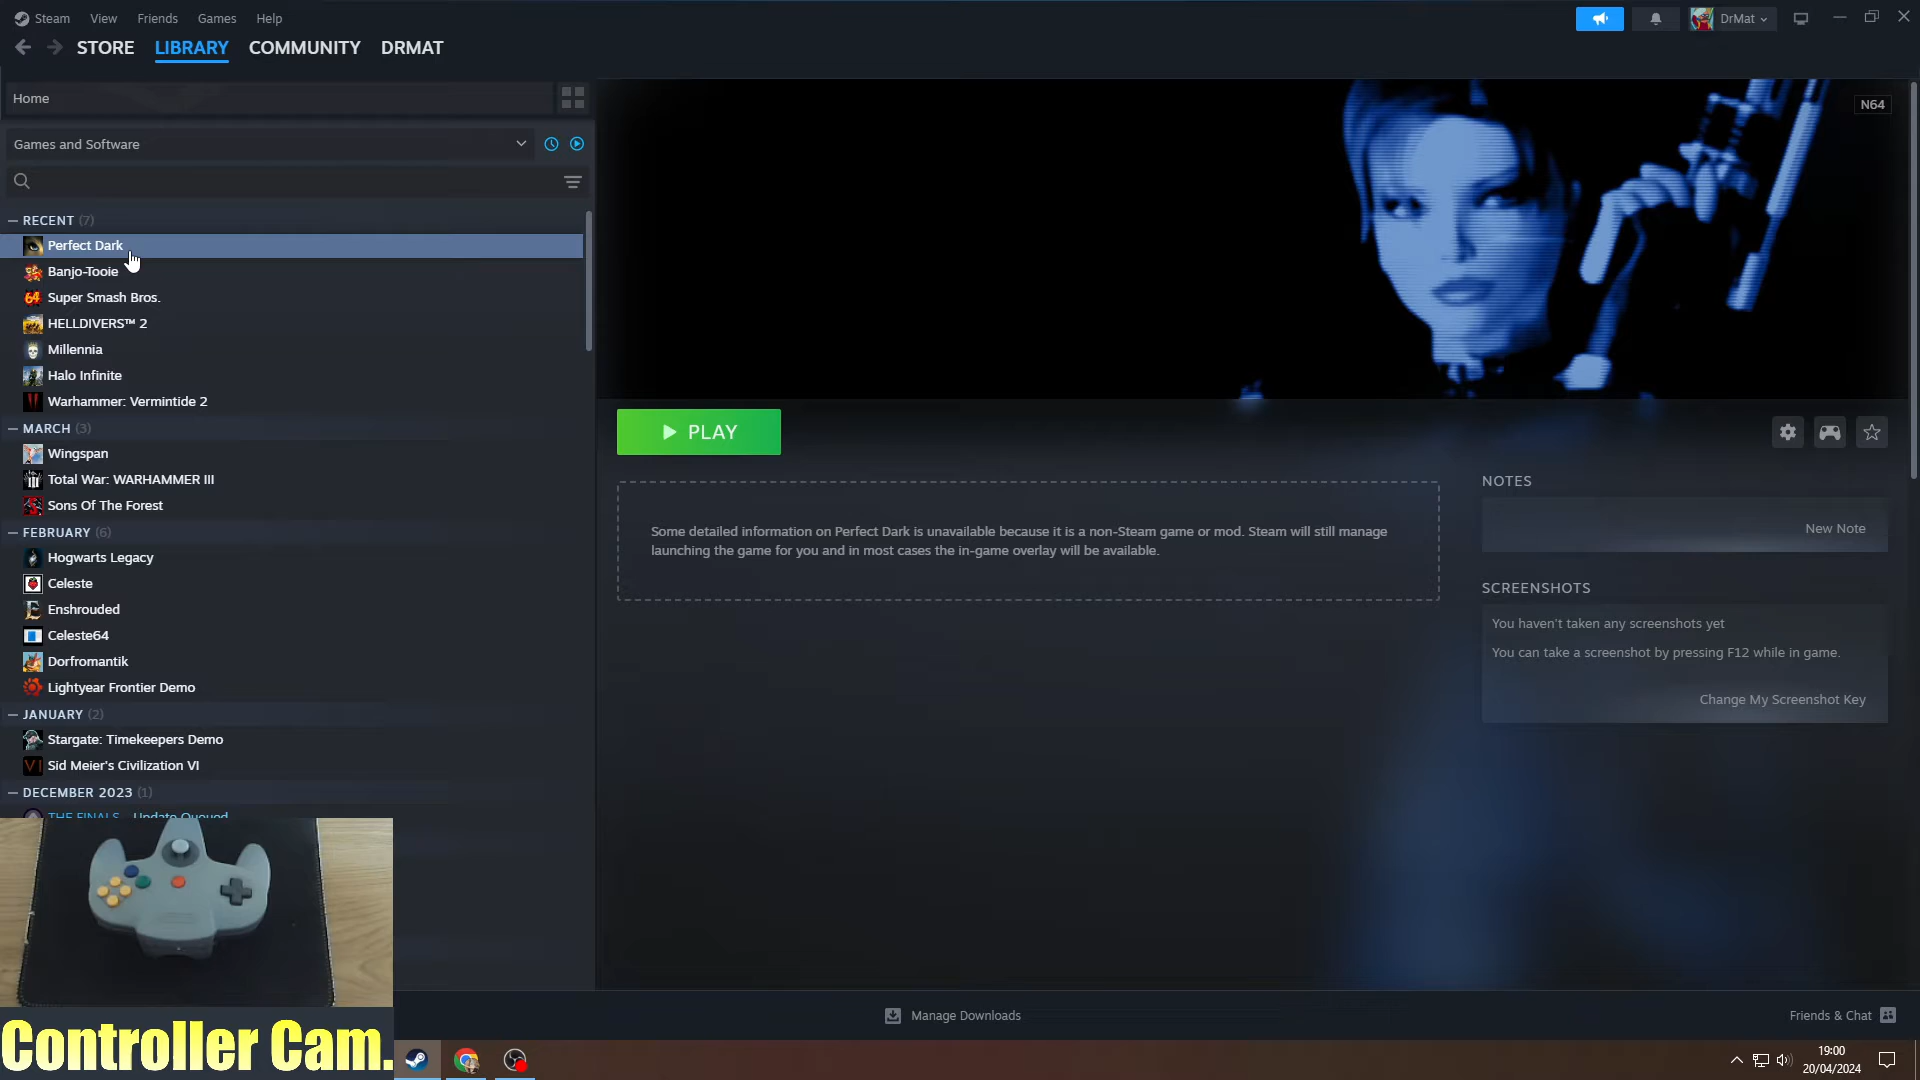 Steam View Friends Games Help
DrMat
STORE LIBRARY COMMUNITY DRMAT
Home
N64
Games and Software
RECENT (7)
Perfect Dark
Banjo-Tooie
Super Smash Bros.
HELLDIVERS™ 2
Millennia
Halo Infinite
Warhammer: Vermintide 2
MARCH (3)
Wingspan
Total War: WARHAMMER III
Sons Of The Forest
FEBRUARY (6)
Hogwarts Legacy
Celeste
Enshrouded
Celeste64
Dorfromantik
Lightyear Frontier Demo
JANUARY (2)
Stargate: Timekeepers Demo
Sid Meier's Civilization VI
DECEMBER 2023 (1)
THE FINALS - Update Queued
PLAY
Some detailed information on Perfect Dark is unavailable because it is a non-Steam game or mod. Steam will still manage
launching the game for you and in most cases the in-game overlay will be available.
NOTES
New Note
SCREENSHOTS
You haven't taken any screenshots yet
You can take a screenshot by pressing F12 while in game.
Change My Screenshot Key
Manage Downloads
Friends & Chat
Controller Cam.
19:00
20/04/2024